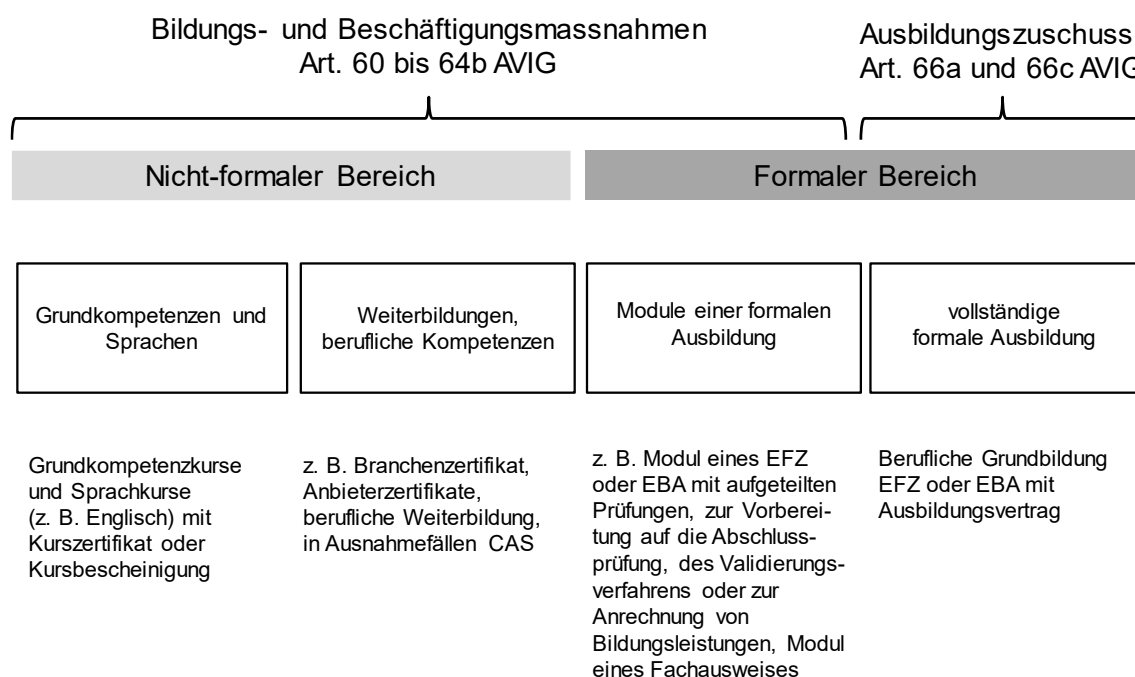 Bildungs- und Beschäftigungsmassnahmen
Art. 60 bis 64b AVIG
Ausbildungszuschuss
Art. 66a und 66c AVIG
Nicht-formaler Bereich
Formaler Bereich
Grundkompetenzen und
Sprachen
Weiterbildungen,
berufliche Kompetenzen
Module einer formalen
Ausbildung
vollständige
formale Ausbildung
Grundkompetenzkurse
und Sprachkurse
(z. B. Englisch) mit
Kurszertifikat oder
Kursbescheinigung
z. B. Branchenzertifikat,
Anbieterzertifikate,
berufliche Weiterbildung,
in Ausnahmefällen CAS
z. B. Modul eines EFZ
oder EBA mit aufgeteilten
Prüfungen, zur Vorberei-
tung auf die Abschluss-
prüfung, des Validierungs-
verfahrens oder zur
Anrechnung von
Bildungsleistungen, Modul
eines Fachausweises
Berufliche Grundbildung
EFZ oder EBA mit
Ausbildungsvertrag